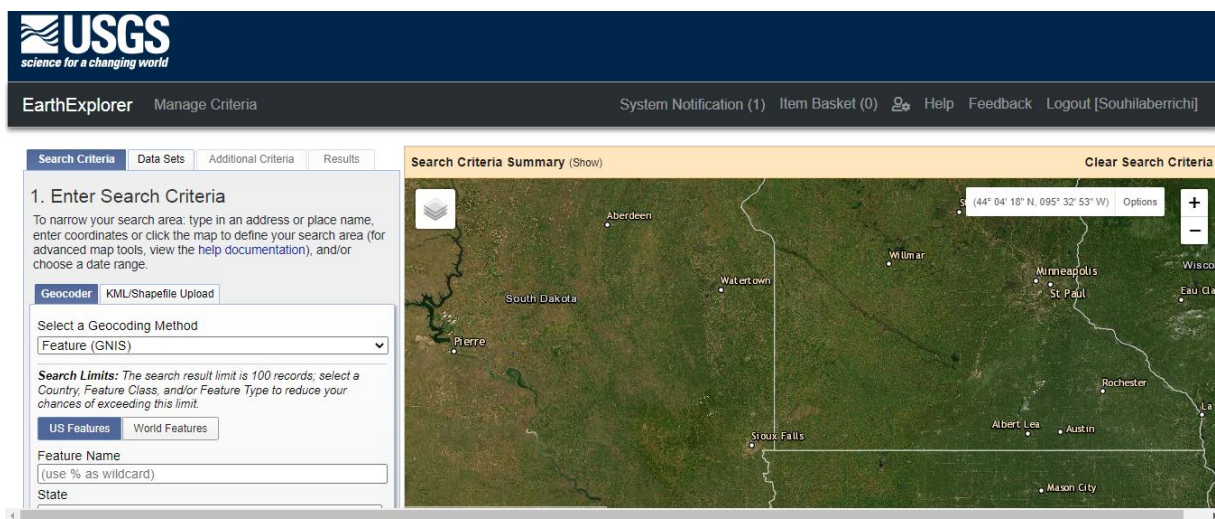 USGS
science for a changing world
EarthExplorer Manage Criteria System Notification (1) Item Basket (0) Help Feedback Logout [Souhilaberrichi]
Search Criteria Data Sets Additional Criteria Results
1. Enter Search Criteria
To narrow your search area: type in an address or place name,
enter coordinates or click the map to define your search area (for
advanced map tools, view the help documentation), and/or
choose a date range.
Geocoder KML/Shapefile Upload
Select a Geocoding Method
Feature (GNIS)
Search Limits: The search result limit is 100 records; select a
Country, Feature Class, and/or Feature Type to reduce your
chances of exceeding this limit.
US Features World Features
Feature Name
(use % as wildcard)
State
Search Criteria Summary (Show) Clear Search Criteria
(44° 04' 18" N, 095° 32' 53" W) Options
+
−
Aberdeen
Willmar
Minneapolis
Wisco
Watertown
St Paul
Eau Cla
South Dakota
Pierre
Rochester
La
Albert Lea
Austin
Sioux Falls
Mason City